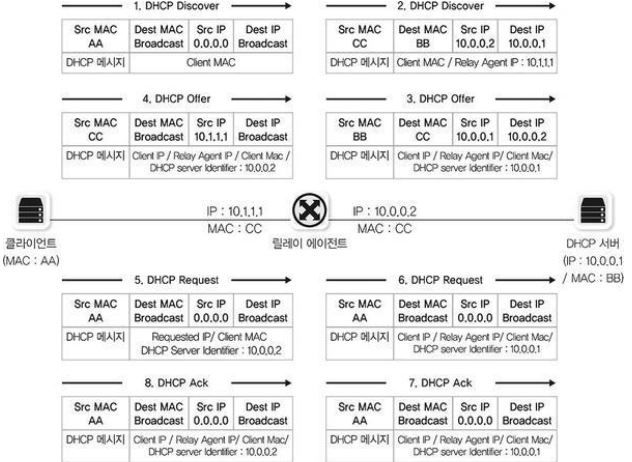 1. DHCP Discover
Src MAC Dest MAC Src IP Dest IP
AA Broadcast 0.0.0.0 Broadcast
DHCP 메시지 Client MAC
2. DHCP Discover
Src MAC Dest MAC Src IP Dest IP
CC BB 10.0.0.2 10.0.0.1
DHCP 메시지 Client MAC / Relay Agent IP : 10.1.1.1
4. DHCP Offer
Src MAC Dest MAC Src IP Dest IP
CC Broadcast 10.1.1.1 Broadcast
DHCP 메시지 Client IP / Relay Agent IP / Client Mac /
DHCP server Identifier : 10.0.0.2
3. DHCP Offer
Src MAC Dest MAC Src IP Dest IP
BB CC 10.0.0.1 10.0.0.2
DHCP 메시지 Client IP / Relay Agent IP/ Client Mac/
DHCP server Identifier : 10.0.0.1
IP : 10.1.1.1
MAC : CC
IP : 10.0.0.2
MAC : CC
클라이언트
(MAC : AA)
릴레이 에이전트
DHCP 서버
(IP : 10.0.0.1
/ MAC : BB)
5. DHCP Request
Src MAC Dest MAC Src IP Dest IP
AA Broadcast 0.0.0.0 Broadcast
DHCP 메시지 Requested IP/ Client MAC
DHCP Server Identifier : 10.0.0.2
6. DHCP Request
Src MAC Dest MAC Src IP Dest IP
AA Broadcast 0.0.0.0 Broadcast
DHCP 메시지 Client IP / Relay Agent IP/ Client Mac/
DHCP server Identifier : 10.0.0.1
8. DHCP Ack
Src MAC Dest MAC Src IP Dest IP
AA Broadcast 0.0.0.0 Broadcast
DHCP 메시지 Client IP / Relay Agent IP/ Client Mac/
DHCP server Identifier : 10.0.0.2
7. DHCP Ack
Src MAC Dest MAC Src IP Dest IP
AA Broadcast 0.0.0.0 Broadcast
DHCP 메시지 Client IP / Relay Agent IP/ Client Mac/
DHCP server Identifier : 10.0.0.1